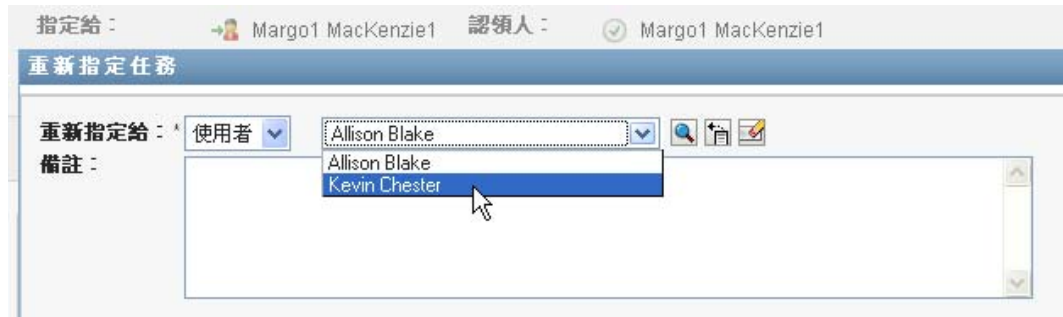 指定給： Margo1 MacKenzie1 認領人： Margo1 MacKenzie1
重新指定任務
重新指定給：* 使用者 Allison Blake
備註： Allison Blake
Kevin Chester